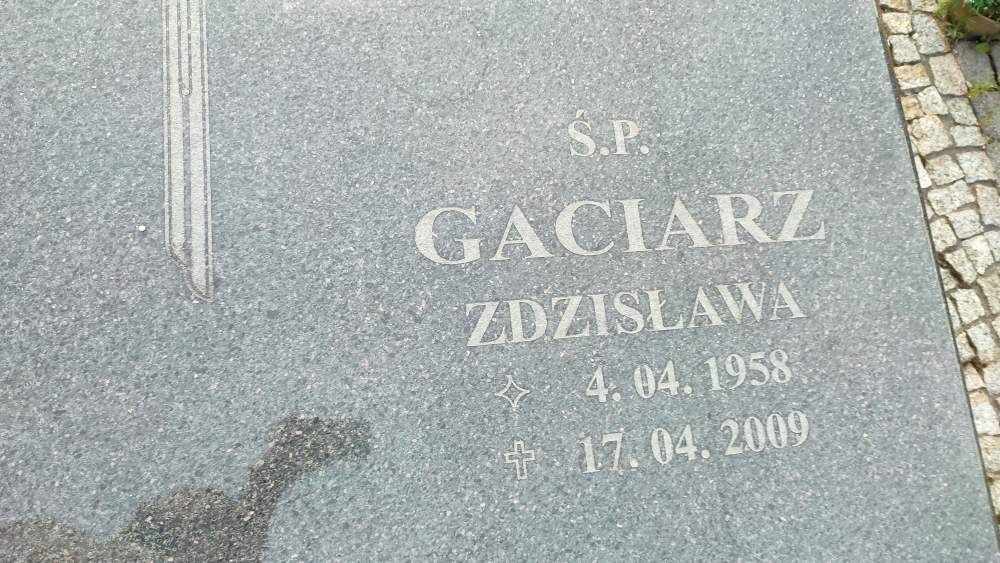 Ś.P.
GACIARZ
ZDZISŁAWA
4. 04. 1958
17. 04. 2009